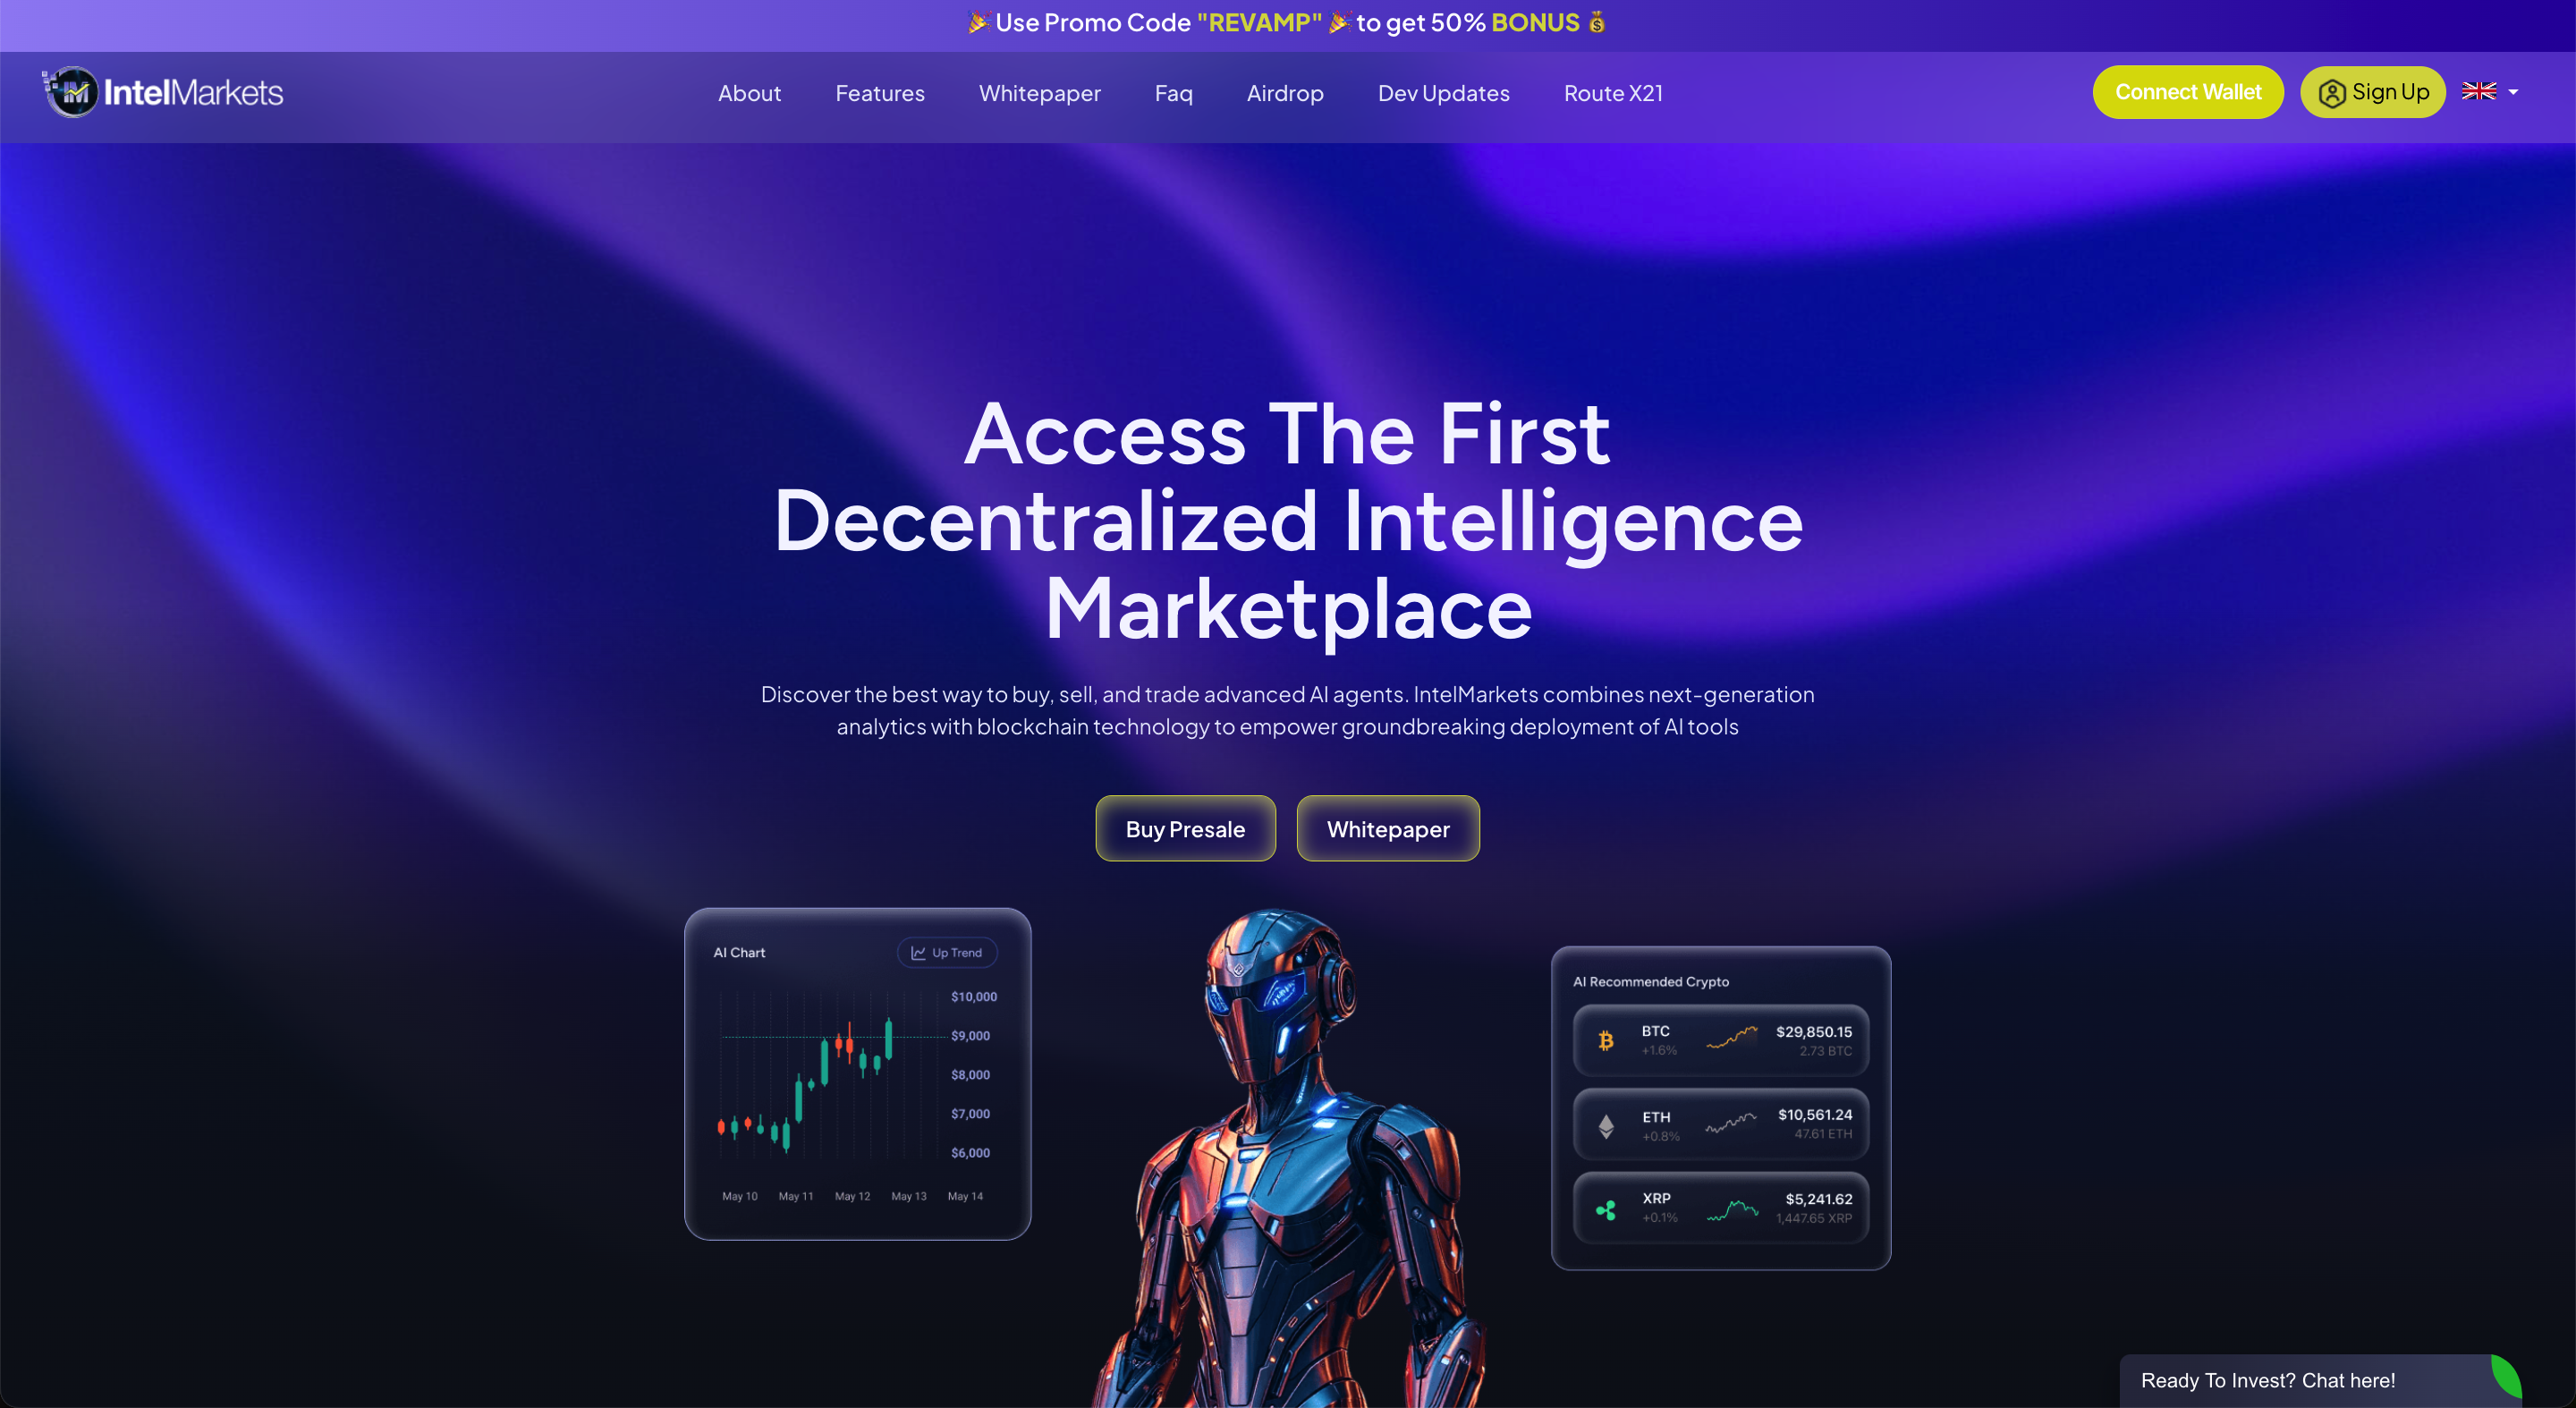 🎉 Use Promo Code "REVAMP" 🎉 to get 50% BONUS 💰
IM IntelMarkets
About Features Whitepaper Faq Airdrop Dev Updates Route X21
Connect Wallet Sign Up
Access The First
Decentralized Intelligence
Marketplace
Discover the best way to buy, sell, and trade advanced AI agents. IntelMarkets combines next-generation
analytics with blockchain technology to empower groundbreaking deployment of AI tools
Buy Presale Whitepaper
AI Chart Up Trend
$10,000
$9,000
$8,000
$7,000
$6,000
May 10 May 11 May 12 May 13 May 14
AI Recommended Crypto
BTC $29,850.15
+1.6% 2.73 BTC
ETH $10,561.24
+0.8% 47.61 ETH
XRP $5,241.62
+0.1% 1,447.65 XRP
Ready To Invest? Chat here!